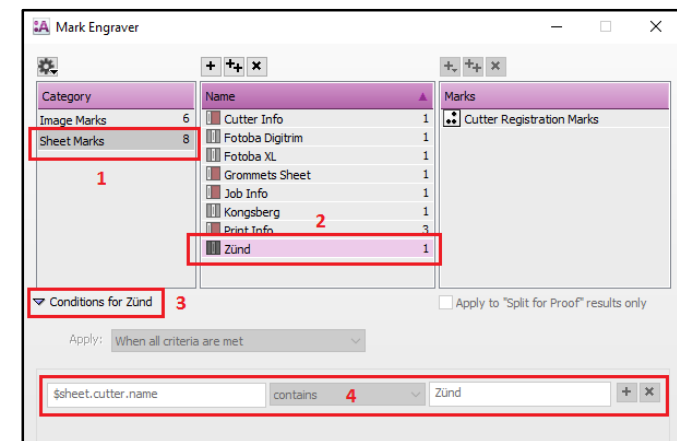 :A Mark Engraver
Category
Name
Marks
Image Marks 6
Sheet Marks 8
1
Cutter Info 1
Fotoba Digitrim 1
Fotoba XL 1
Grommets Sheet 1
Job Info 1
Kongsberg 1
2
Print Info 3
Zünd 1
Cutter Registration Marks
Conditions for Zünd 3
Apply to "Split for Proof" results only
Apply: When all criteria are met
$sheet.cutter.name contains 4 Zünd